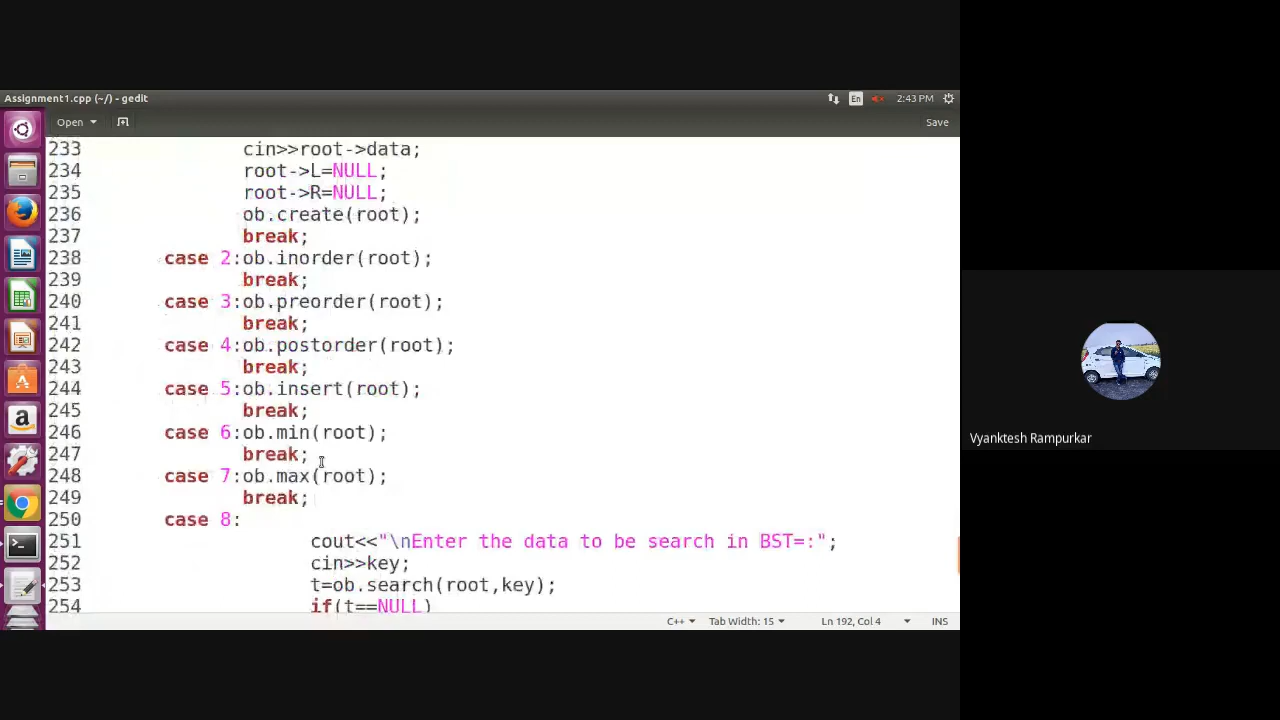 Assignment1.cpp (~/) - gedit
En
2:43 PM
Open
Save
233 cin>>root->data;
234 root->L=NULL;
235 root->R=NULL;
236 ob.create(root);
237 break;
238 case 2:ob.inorder(root);
239 break;
240 case 3:ob.preorder(root);
241 break;
242 case 4:ob.postorder(root);
243 break;
244 case 5:ob.insert(root);
245 break;
246 case 6:ob.min(root);
247 break;
248 case 7:ob.max(root);
249 break;
250 case 8:
251 cout<<"\nEnter the data to be search in BST=:";
252 cin>>key;
253 t=ob.search(root,key);
254 if(t==NULL)
C++
Tab Width: 15
Ln 192, Col 4
INS
Vyanktesh Rampurkar